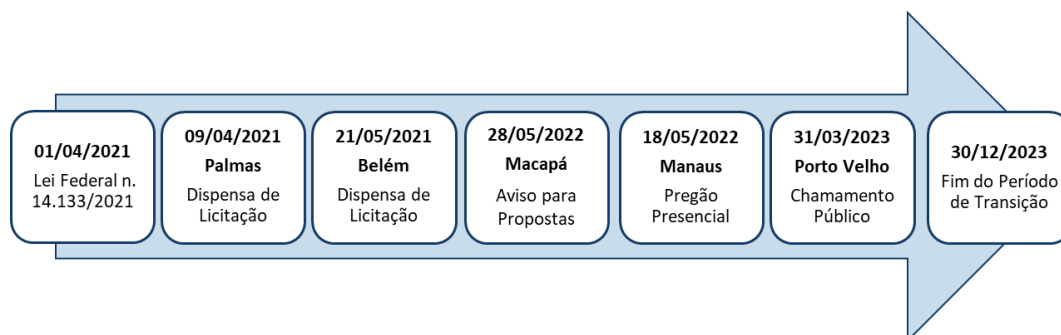 01/04/2021
Lei Federal n.
14.133/2021
09/04/2021
Palmas
Dispensa de
Licitação
21/05/2021
Belém
Dispensa de
Licitação
28/05/2022
Macapá
Aviso para
Propostas
18/05/2022
Manaus
Pregão
Presencial
31/03/2023
Porto Velho
Chamamento
Público
30/12/2023
Fim do Período
de Transição